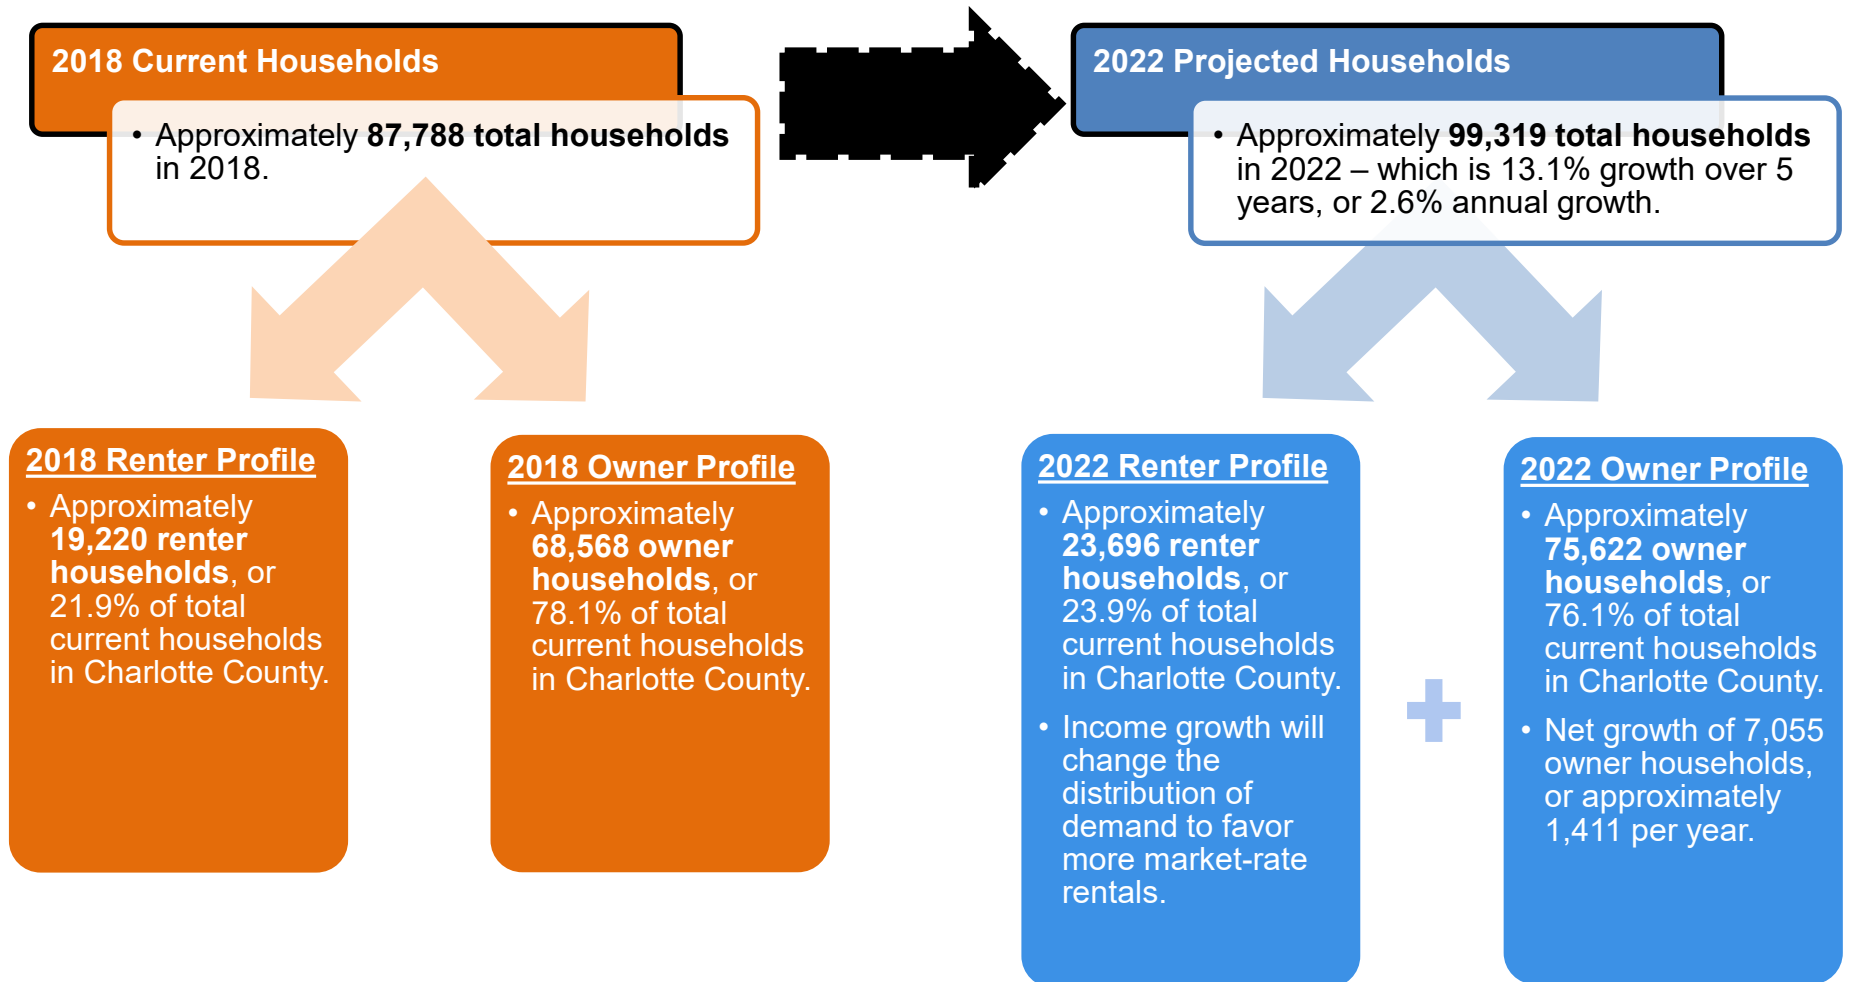 2018 Current Households
• Approximately 87,788 total households
in 2018.
2022 Projected Households
• Approximately 99,319 total households
in 2022 – which is 13.1% growth over 5
years, or 2.6% annual growth.
2018 Renter Profile
• Approximately
19,220 renter
households, or
21.9% of total
current households
in Charlotte County.
2018 Owner Profile
• Approximately
68,568 owner
households, or
78.1% of total
current households
in Charlotte County.
2022 Renter Profile
• Approximately
23,696 renter
households, or
23.9% of total
current households
in Charlotte County.
• Income growth will
change the
distribution of
demand to favor
more market-rate
rentals.
2022 Owner Profile
• Approximately
75,622 owner
households, or
76.1% of total
current households
in Charlotte County.
• Net growth of 7,055
owner households,
or approximately
1,411 per year.